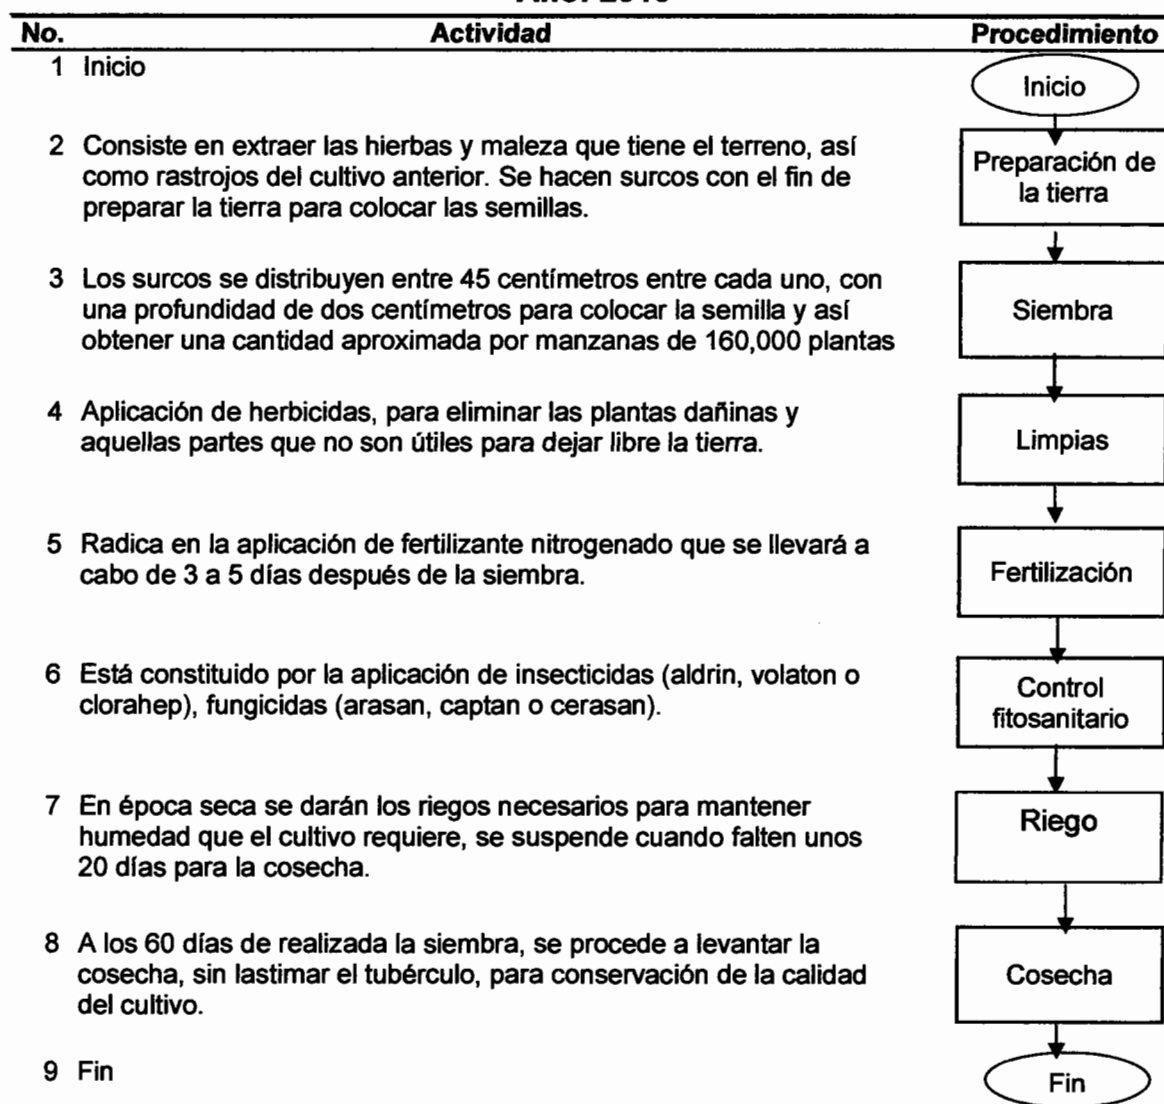 No. Actividad Procedimiento
1 Inicio
Inicio
2 Consiste en extraer las hierbas y maleza que tiene el terreno, así
como rastrojos del cultivo anterior. Se hacen surcos con el fin de
preparar la tierra para colocar las semillas.
Preparación de
la tierra
3 Los surcos se distribuyen entre 45 centímetros entre cada uno, con
una profundidad de dos centímetros para colocar la semilla y así
obtener una cantidad aproximada por manzanas de 160,000 plantas
Siembra
4 Aplicación de herbicidas, para eliminar las plantas dañinas y
aquellas partes que no son útiles para dejar libre la tierra.
Limpias
5 Radica en la aplicación de fertilizante nitrogenado que se llevará a
cabo de 3 a 5 días después de la siembra.
Fertilización
6 Está constituido por la aplicación de insecticidas (aldrin, volaton o
clorahep), fungicidas (arasan, captan o cerasan).
Control
fitosanitario
7 En época seca se darán los riegos necesarios para mantener
humedad que el cultivo requiere, se suspende cuando falten unos
20 días para la cosecha.
Riego
8 A los 60 días de realizada la siembra, se procede a levantar la
cosecha, sin lastimar el tubérculo, para conservación de la calidad
del cultivo.
Cosecha
9 Fin
Fin